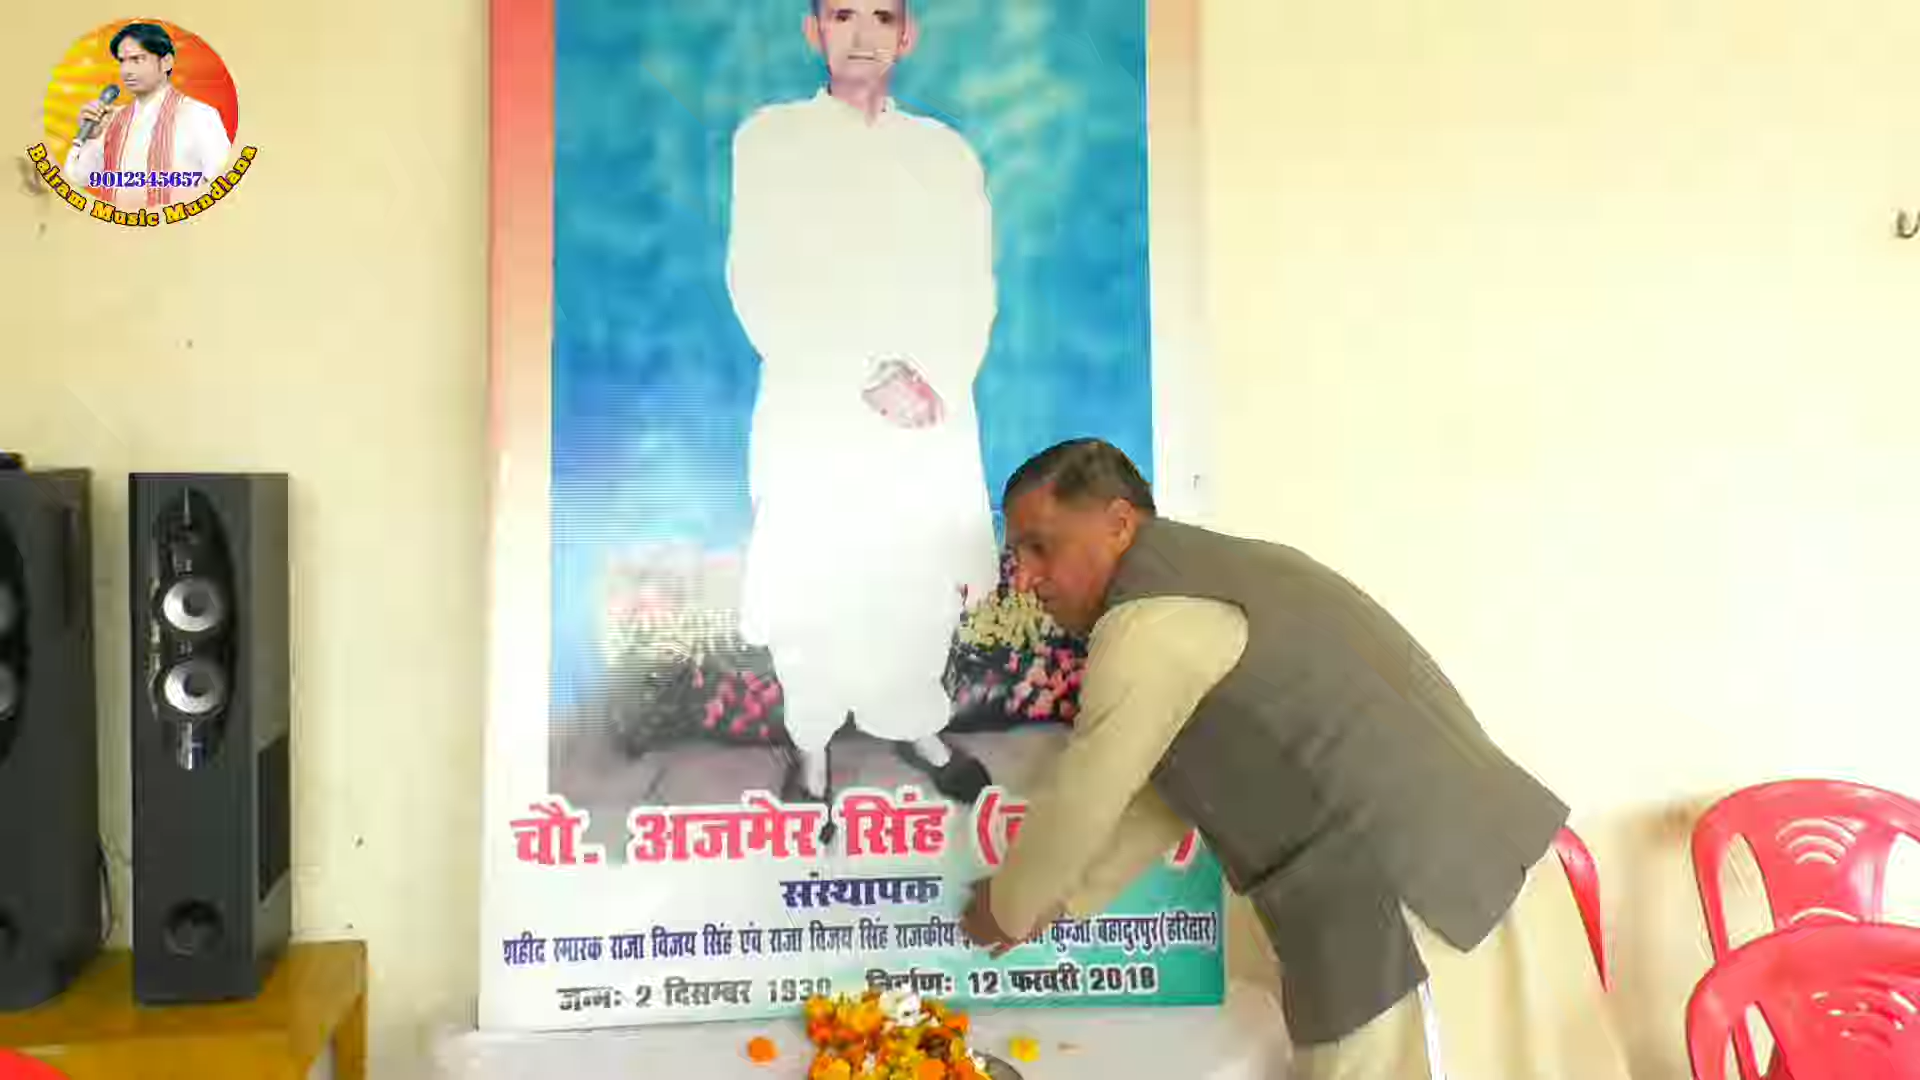 9012345657
Balram Music Mundlana
चौ. अजमेर सिंह (
संस्थापक
शहीद स्मारक राजा विजय सिंह एवं राजा विजय सिंह राजकीय कुन्जा बहादुरपुर(हरिद्वार)
जन्म: 2 दिसम्बर 1930 निर्वाण: 12 फरवरी 2018